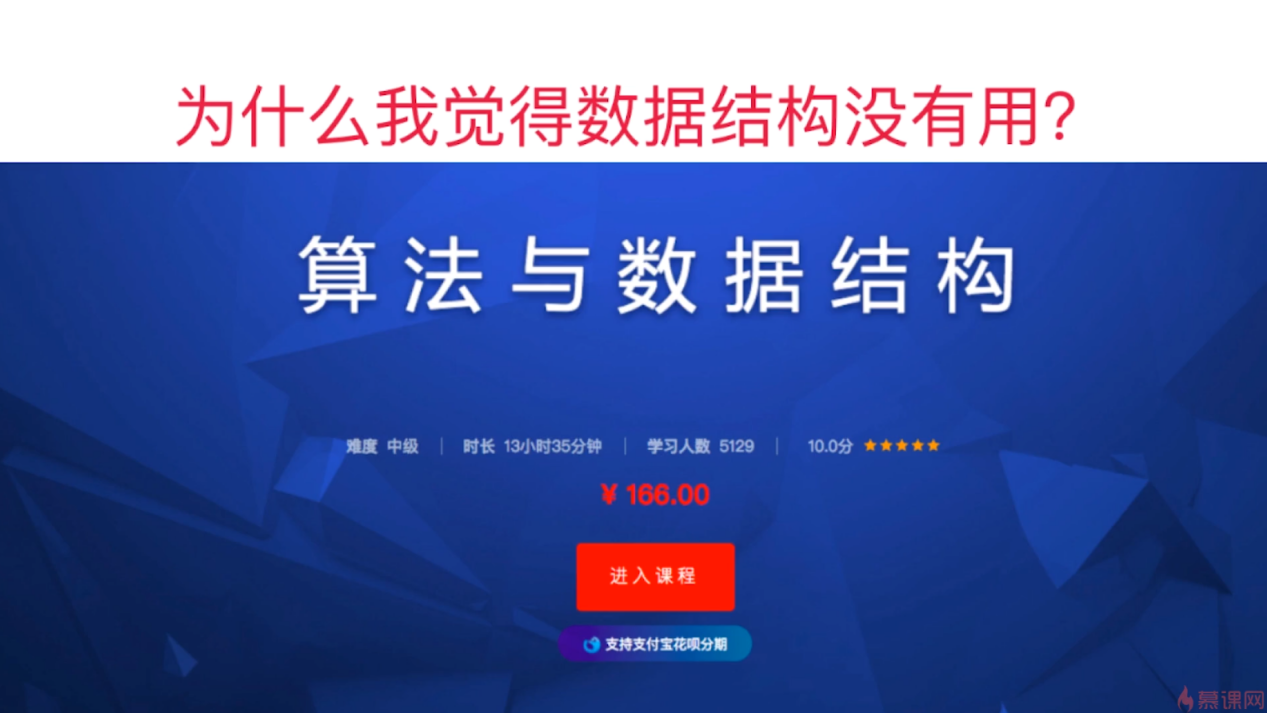 为什么我觉得数据结构没有用?
算法与数据结构
难度 中级 | 时长 13小时35分钟 | 学习人数 5129 | 10.0分
¥ 166.00
进入课程
支持支付宝花呗分期
慕课网